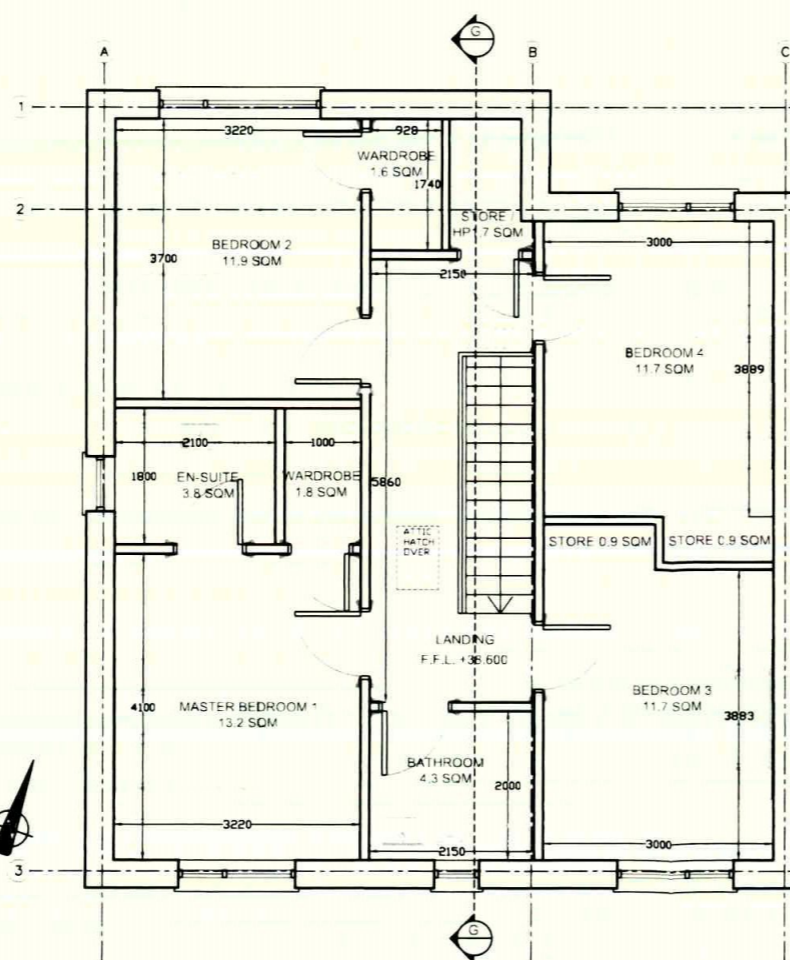 G
A
B
C
1
3220
928
WARDROBE
1.6 SQM
1740
2
STORE /
HP1.7 SQM
3000
BEDROOM 2
11.9 SQM
3700
2150
BEDROOM 4
11.7 SQM
3889
2100
1000
1800
EN-SUITE
3.8 SQM
WARDROBE
1.8 SQM
5860
ATTIC
HATCH
OVER
STORE 0.9 SQM
STORE 0.9 SQM
LANDING
F.F.L. +38.600
MASTER BEDROOM 1
13.2 SQM
4100
BEDROOM 3
11.7 SQM
3883
BATHROOM
4.3 SQM
2000
3220
2150
3000
3
G